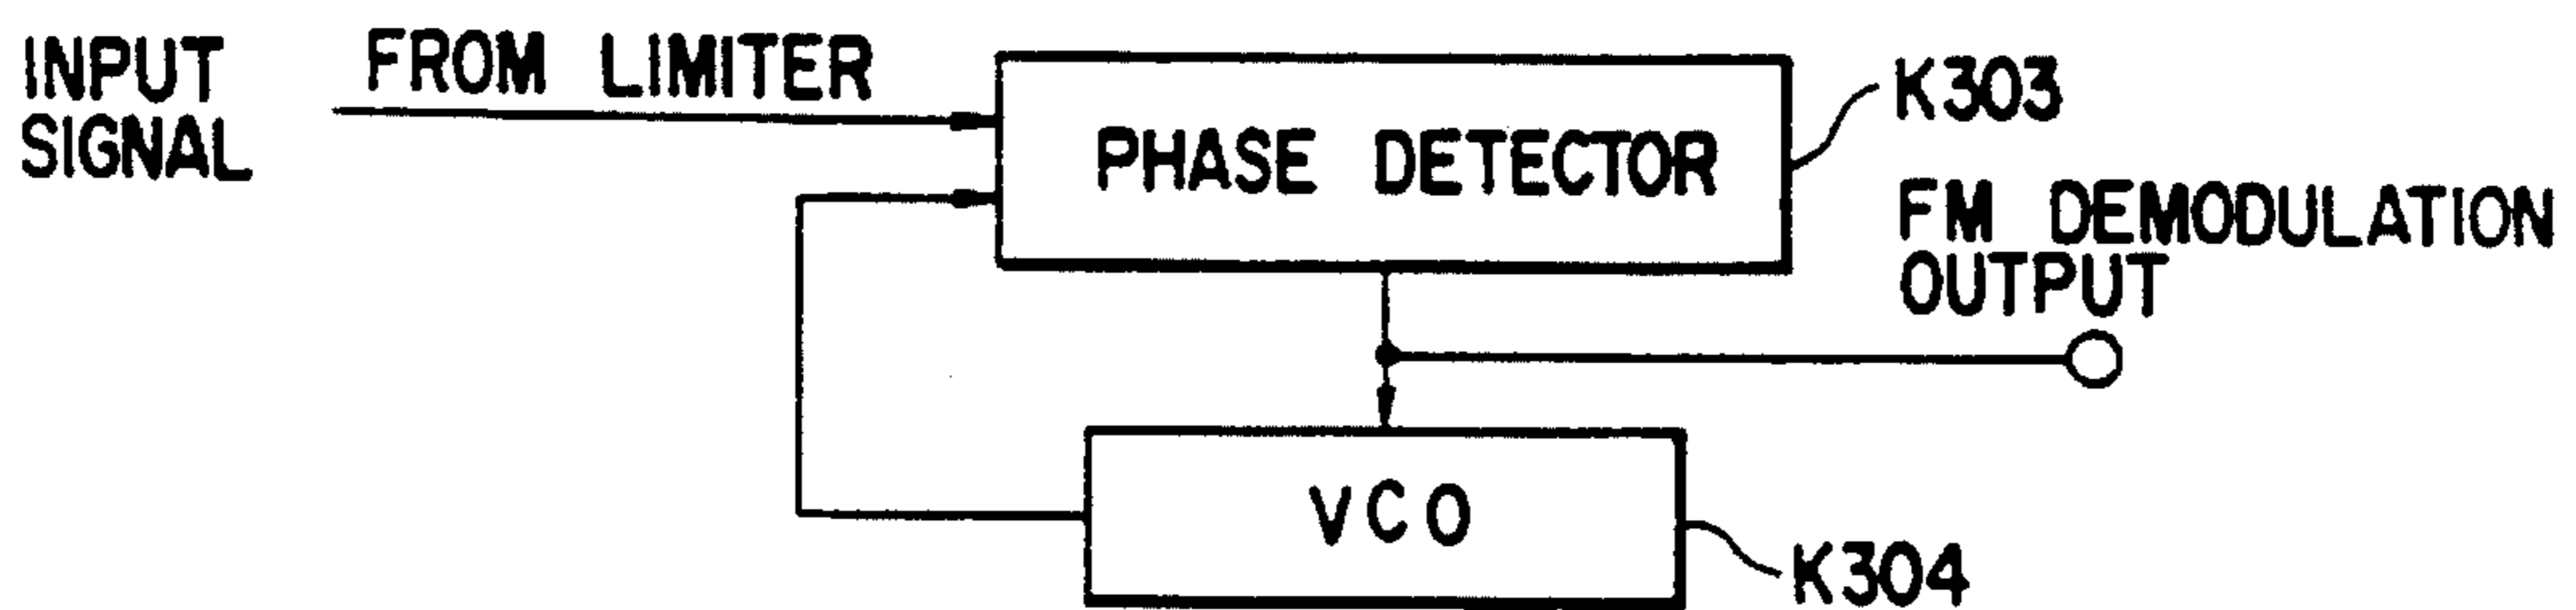 INPUT
SIGNAL
FROM LIMITER
PHASE DETECTOR
K303
FM DEMODULATION
OUTPUT
VCO
K304